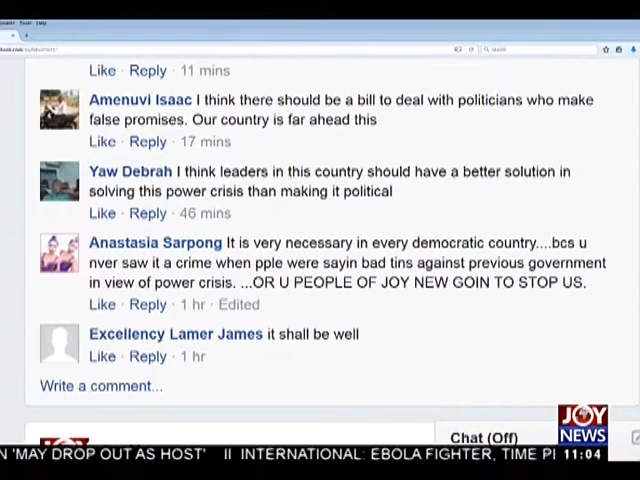 Tools Help
Like · Reply · 11 mins
Amenuvi Isaac I think there should be a bill to deal with politicians who make
false promises. Our country is far ahead this
Like · Reply · 17 mins
Yaw Debrah I think leaders in this country should have a better solution in
solving this power crisis than making it political
Like · Reply · 46 mins
Anastasia Sarpong It is very necessary in every democratic country....bcs u
nver saw it a crime when pple were sayin bad tins against previous government
in view of power crisis. ...OR U PEOPLE OF JOY NEW GOIN TO STOP US.
Like · Reply · 1 hr · Edited
Excellency Lamer James it shall be well
Like · Reply · 1 hr
Write a comment...
Chat (Off)
JOY
NEWS
N 'MAY DROP OUT AS HOST' II INTERNATIONAL: EBOLA FIGHTER, TIME P 11:04